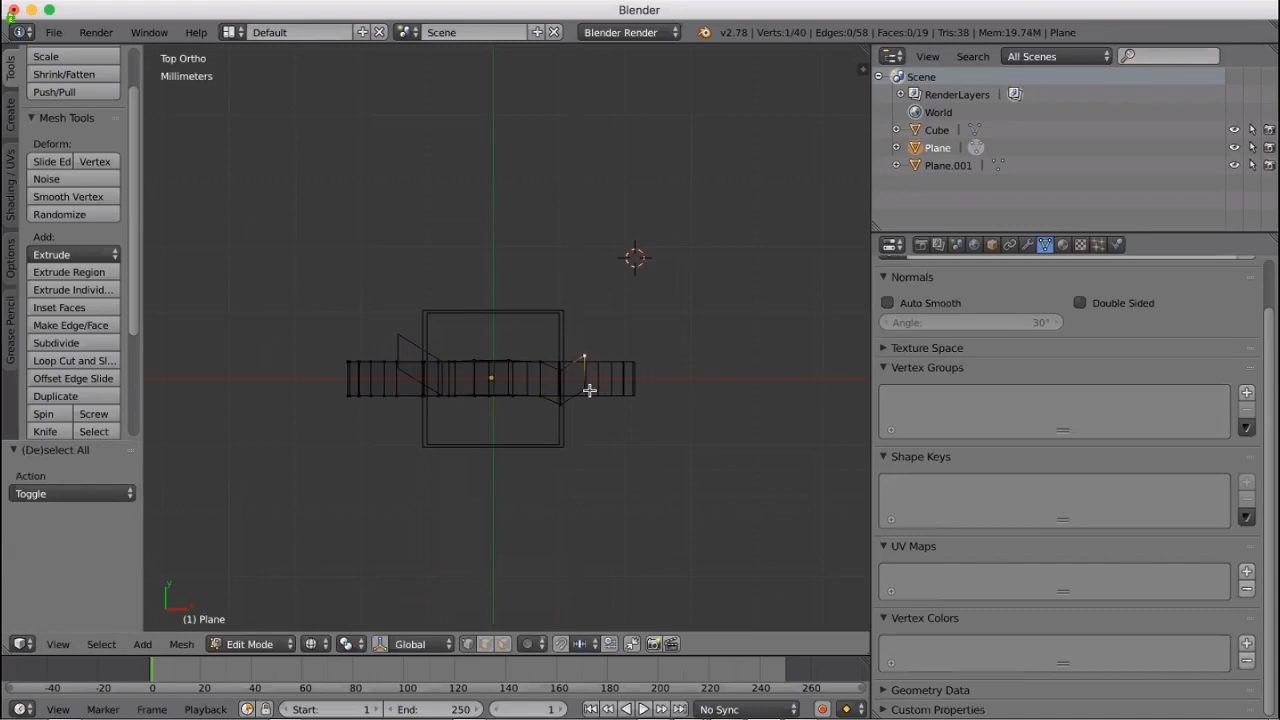 Blender
File Render Window Help Default Scene Blender Render v2.78 | Verts:1/40 | Edges:0/58 | Faces:0/19 | Tris:38 | Mem:19.74M | Plane
Tools
Create
Shading / UVs
Options
Grease Pencil
Scale
Shrink/Fatten
Push/Pull
Mesh Tools
Deform:
Slide Ed Vertex
Noise
Smooth Vertex
Randomize
Add:
Extrude
Extrude Region
Extrude Individ...
Inset Faces
Make Edge/Face
Subdivide
Loop Cut and Sl...
Offset Edge Slide
Duplicate
Spin Screw
Knife Select
(De)select All
Action
Toggle
Top Ortho
Millimeters
y
x
(1) Plane
View Select Add Mesh Edit Mode Global
View Search All Scenes
Scene
RenderLayers
World
Cube
Plane
Plane.001
Normals
Auto Smooth Double Sided
Angle: 30°
Texture Space
Vertex Groups
Shape Keys
UV Maps
Vertex Colors
Geometry Data
Custom Properties
-40 -20 0 20 40 60 80 100 120 140 160 180 200 220 240 260
View Marker Frame Playback Start: 1 End: 250 1 No Sync